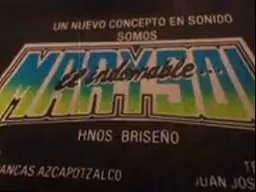 UN NUEVO CONCEPTO EN SONIDO
SOMOS
MARYSOL
el indomable...
HNOS BRISEÑO
ANCAS AZCAPOTZALCO
JUAN JOS